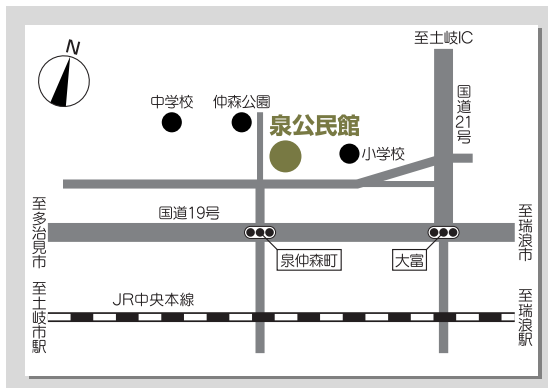 N
至土岐IC
国道21号
中学校
仲森公園
泉公民館
小学校
至多治見市
国道19号
至瑞浪市
泉仲森町
大富
至土岐市駅
JR中央本線
至瑞浪駅